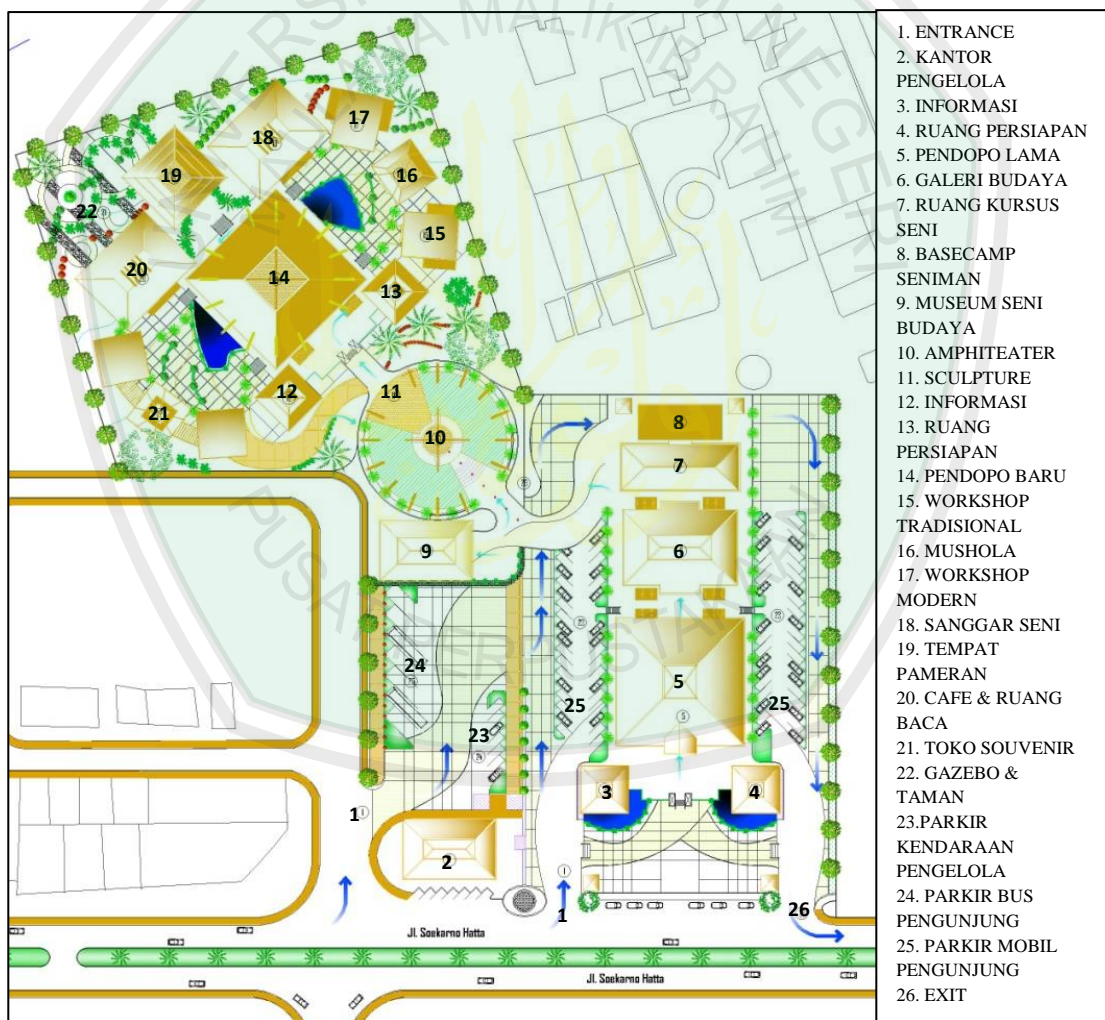 1. ENTRANCE
2. KANTOR
PENGELOLA
3. INFORMASI
4. RUANG PERSIAPAN
5. PENDOPO LAMA
6. GALERI BUDAYA
7. RUANG KURSUS
SENI
8. BASECAMP
SENIMAN
9. MUSEUM SENI
BUDAYA
10. AMPHITEATER
11. SCULPTURE
12. INFORMASI
13. RUANG
PERSIAPAN
14. PENDOPO BARU
15. WORKSHOP
TRADISIONAL
16. MUSHOLA
17. WORKSHOP
MODERN
18. SANGGAR SENI
19. TEMPAT
PAMERAN
20. CAFE & RUANG
BACA
21. TOKO SOUVENIR
22. GAZEBO &
TAMAN
23.PARKIR
KENDARAAN
PENGELOLA
24. PARKIR BUS
PENGUNJUNG
25. PARKIR MOBIL
PENGUNJUNG
26. EXIT
17
18
16
19
22
15
20
14
13
12
11
21
10
8
7
9
6
24
5
25
25
23
3
4
1
2
1
26
Jl. Soekarno Hatta
Jl. Soekarno Hatta
MALIK IBRAHIM
NEGERI
PUSAT PERPUSTAKAAN